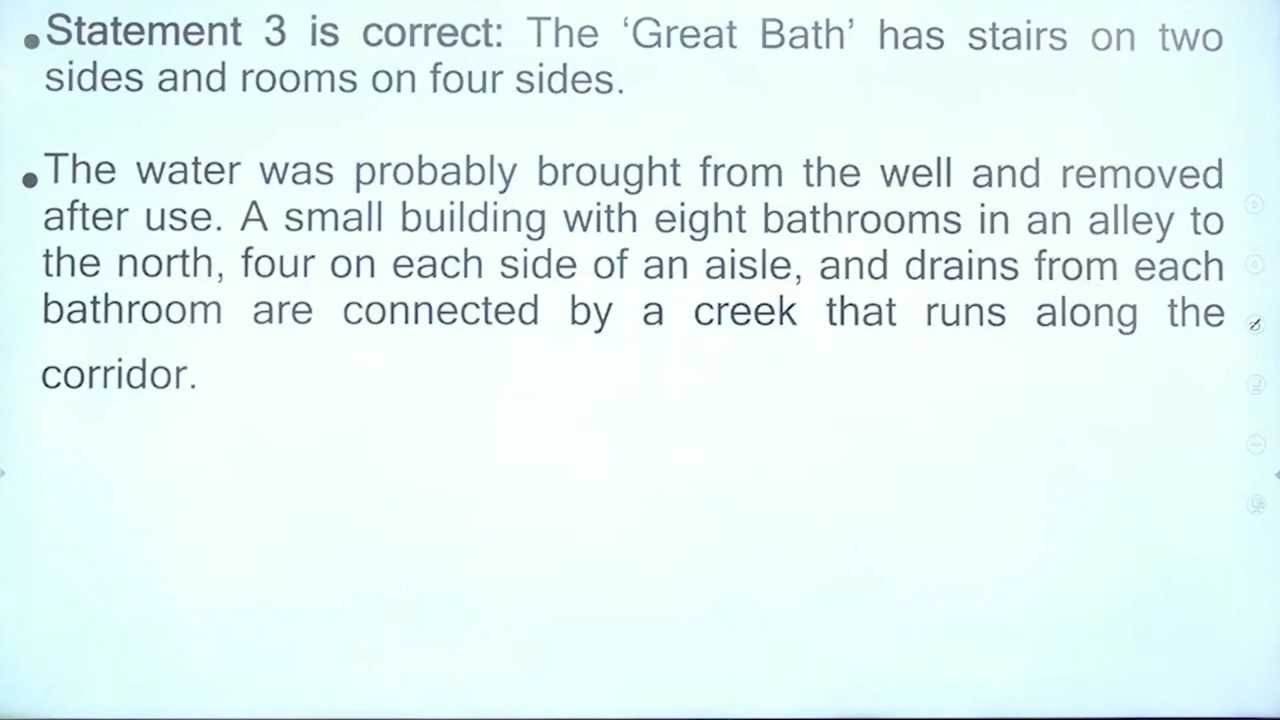 •Statement 3 is correct: The ‘Great Bath’ has stairs on two
sides and rooms on four sides.
•The water was probably brought from the well and removed
after use. A small building with eight bathrooms in an alley to
the north, four on each side of an aisle, and drains from each
bathroom are connected by a creek that runs along the
corridor.